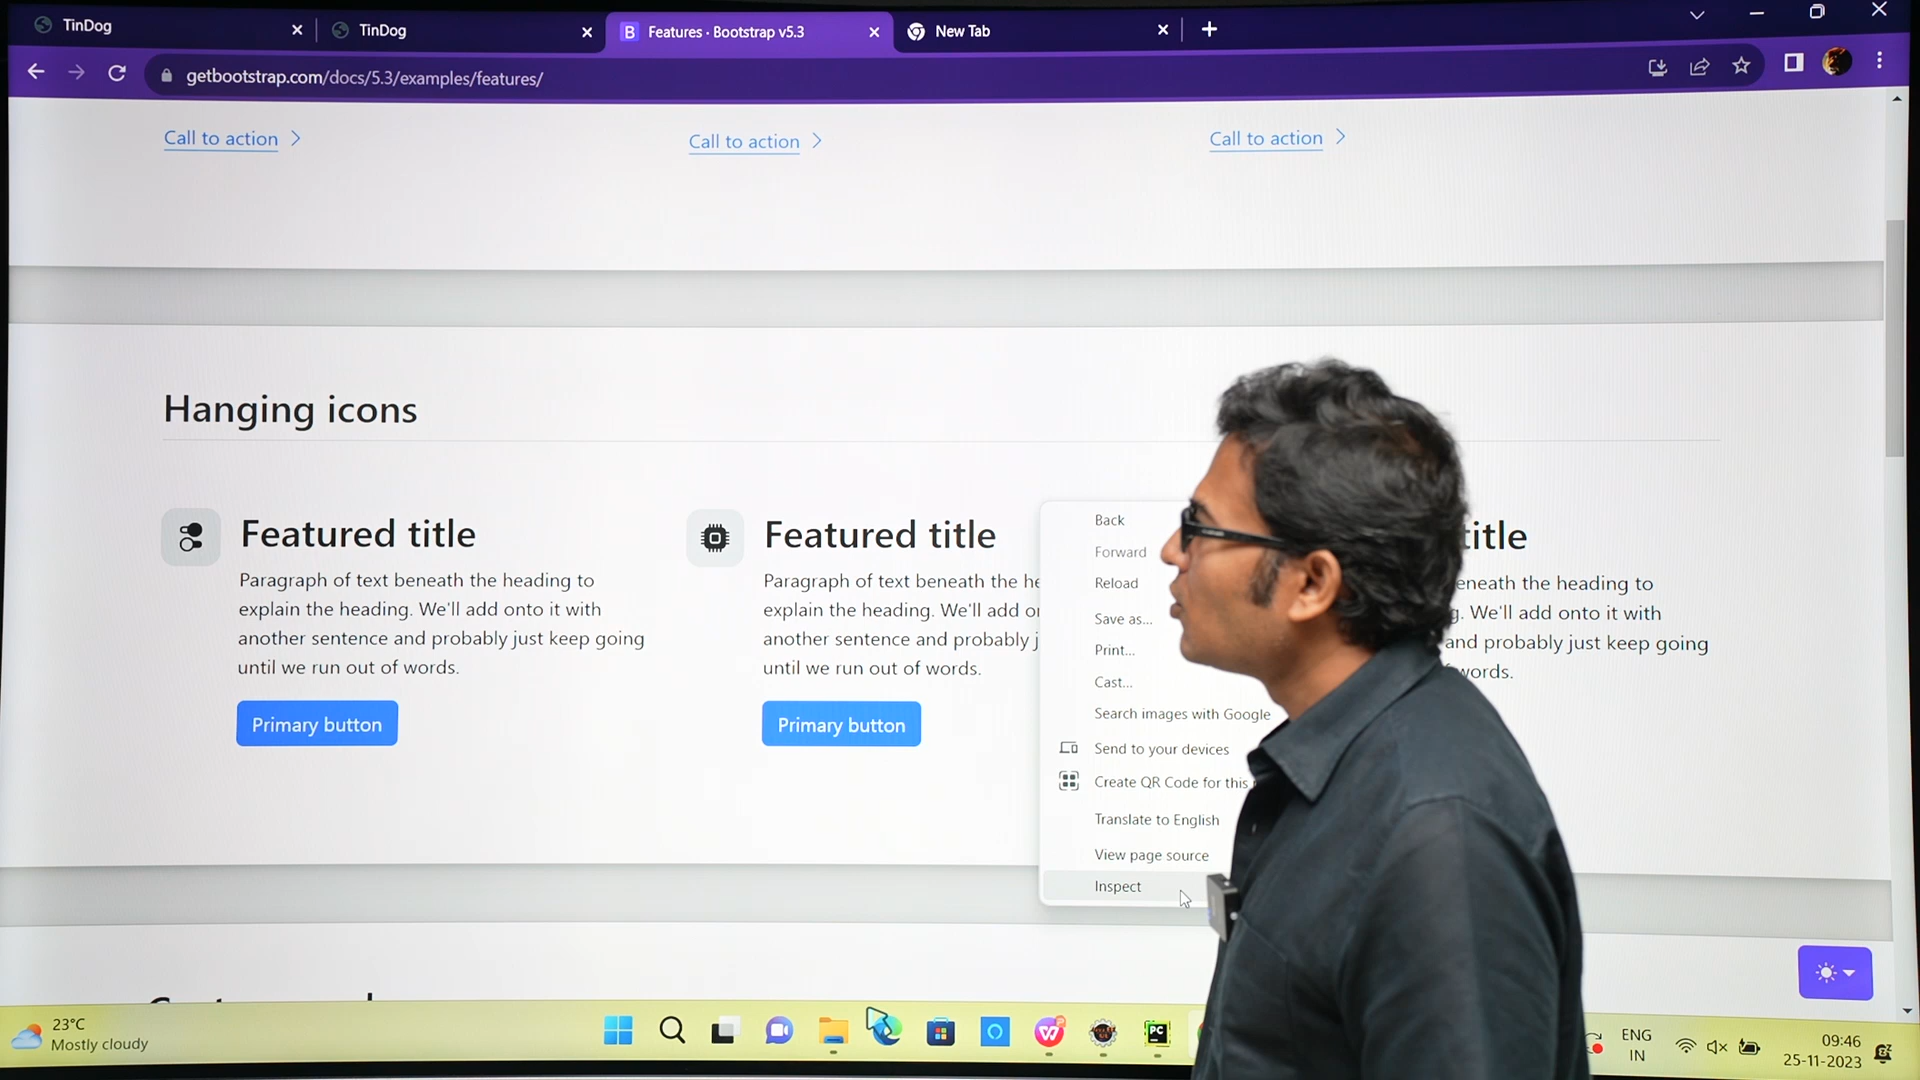 TinDog
TinDog
B Features · Bootstrap v5.3
New Tab
getbootstrap.com/docs/5.3/examples/features/
Call to action
Call to action
Call to action
Hanging icons
Featured title
Paragraph of text beneath the heading to
explain the heading. We'll add onto it with
another sentence and probably just keep going
until we run out of words.
Primary button
Featured title
Paragraph of text beneath the he
explain the heading. We'll add
another sentence and probably j
until we run out of words.
Primary button
Back
Forward
Reload
Save as...
Print...
Cast...
Search images with Google
Send to your devices
Create QR Code for this
Translate to English
View page source
Inspect
title
eneath the heading to
g. We'll add onto it with
and probably just keep going
words.
23°C
Mostly cloudy
PC
ENG
IN
09:46
25-11-2023